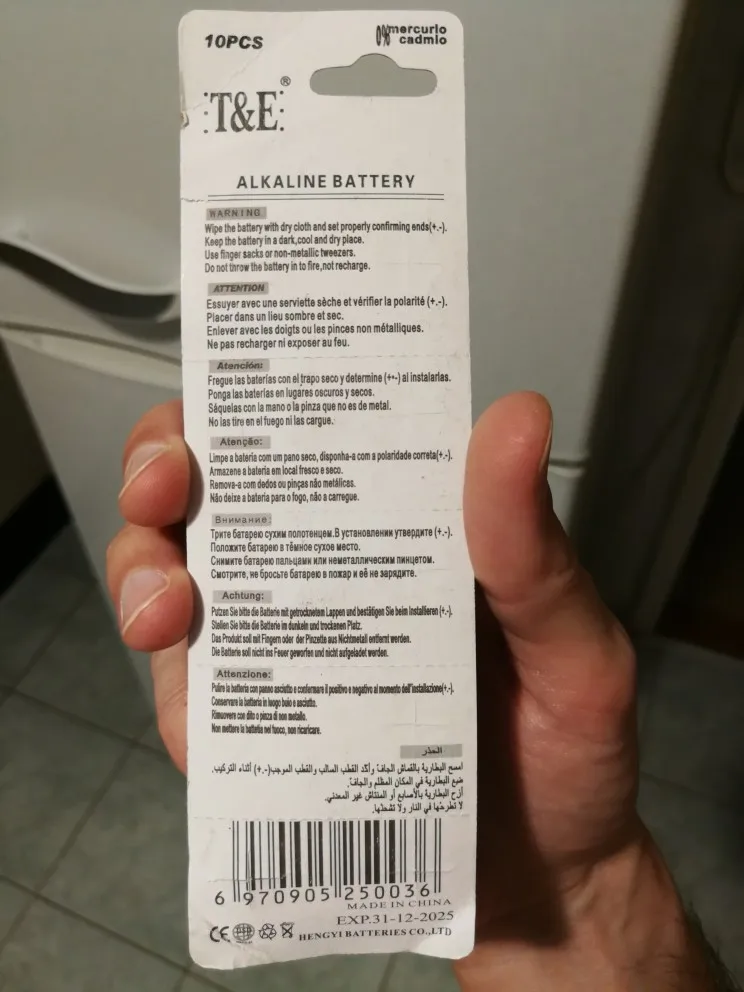 10PCS
0% mercurio
cadmio
T&E®
ALKALINE BATTERY
WARNING
Wipe the battery with dry cloth and set properly confirming ends(+.-).
Keep the battery in a dark,cool and dry place.
Use finger sacks or non-metallic tweezers.
Do not throw the battery in to fire,not recharge.
ATTENTION
Essuyer avec une serviette sèche et vérifier la polarité (+.-).
Placer dans un lieu sombre et sec.
Enlever avec les doigts ou les pinces non métalliques.
Ne pas recharger ni exposer au feu.
Atención:
Fregue las baterías con el trapo seco y determine (+-) al instalarlas.
Ponga las baterías en lugares oscuros y secos.
Sáquelas con la mano o la pinza que no es de metal.
No las tire en el fuego ni las cargue.
Atenção:
Limpe a bateria com um pano seco, disponha-a com a polaridade correta(+.-).
Armazene a bateria em local fresco e seco.
Remova-a com dedos ou pinças não metálicas.
Não deixe a bateria para o fogo, não a carregue.
Внимание:
Трите батарею сухим полотенцем.В установлении утвердите (+.-).
Положите батарею в тёмное сухое место.
Снимите батарею пальцами или неметаллическим пинцетом.
Смотрите, не бросьте батарею в пожар и её не зарядите.
Achtung:
Putzen Sie bitte die Batterie mit getrocknetem Lappen und bestätigen Sie beim Installieren (+.-).
Stellen Sie bitte die Batterie im dunkeln und trockenen Platz.
Das Produkt soll mit Fingern oder der Pinzette aus Nichtmetall entfernt werden.
Die Batterie soll nicht ins Feuer geworfen und nicht aufgeladet werden.
Attenzione:
Pulire la batteria con panno asciutto e confermare il positivo e negativo al momento dell'installazione(+.-).
Conservare la batteria in luogo buio e asciutto.
Rimuovere con dito o pinza di non metallo.
Non mettere la batteria nel fuoco, non ricaricare.
الحذر
امسح البطارية بالقماش الجافة وأكّد القطب السالب والقطب الموجب(+.-) أثناء التركيب.
ضع البطارية في المكان المظلم والجافة.
أزح البطارية بالأصابع أو المنتاش غير المعدني.
لا تطرحها في النار ولا تشحنها.
6 970905 250036
MADE IN CHINA
EXP.31-12-2025
CE
HENGYI BATTERIES CO.,LTD